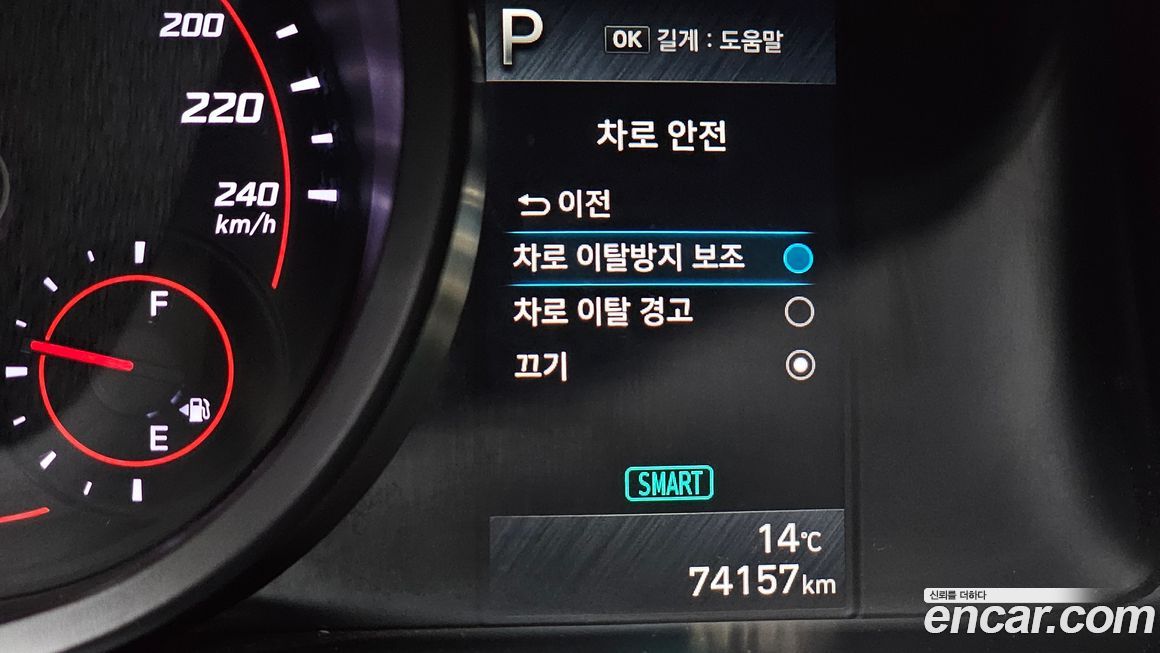 200
220
240
km/h
F
E
P
OK 길게 : 도움말
차로 안전
이전
차로 이탈방지 보조
차로 이탈 경고
끄기
SMART
14℃
74157km
신뢰를 더하다
encar.com